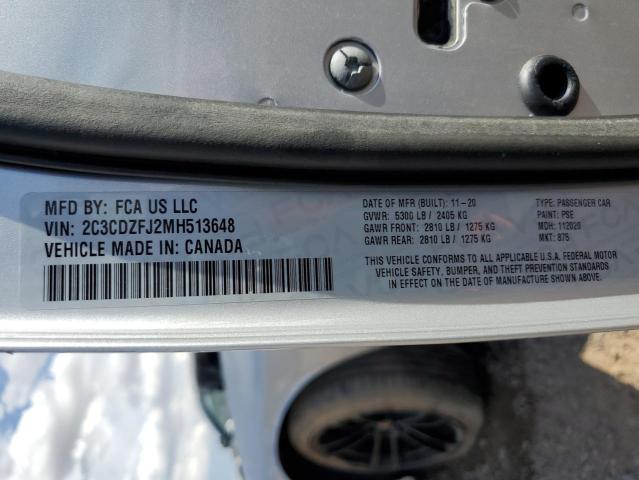 MFD BY: FCA US LLC
VIN: 2C3CDZFJ2MH513648
VEHICLE MADE IN: CANADA
DATE OF MFR (BUILT): 11-20
GVWR: 5300 LB / 2405 KG
GAWR FRONT: 2810 LB / 1275 KG
GAWR REAR: 2810 LB / 1275 KG
TYPE: PASSENGER CAR
PAINT: PSE
MDH: 112020
MKT: 875
THIS VEHICLE CONFORMS TO ALL APPLICABLE U.S.A. FEDERAL MOTOR
VEHICLE SAFETY, BUMPER, AND THEFT PREVENTION STANDARDS
IN EFFECT ON THE DATE OF MANUFACTURE SHOWN ABOVE.